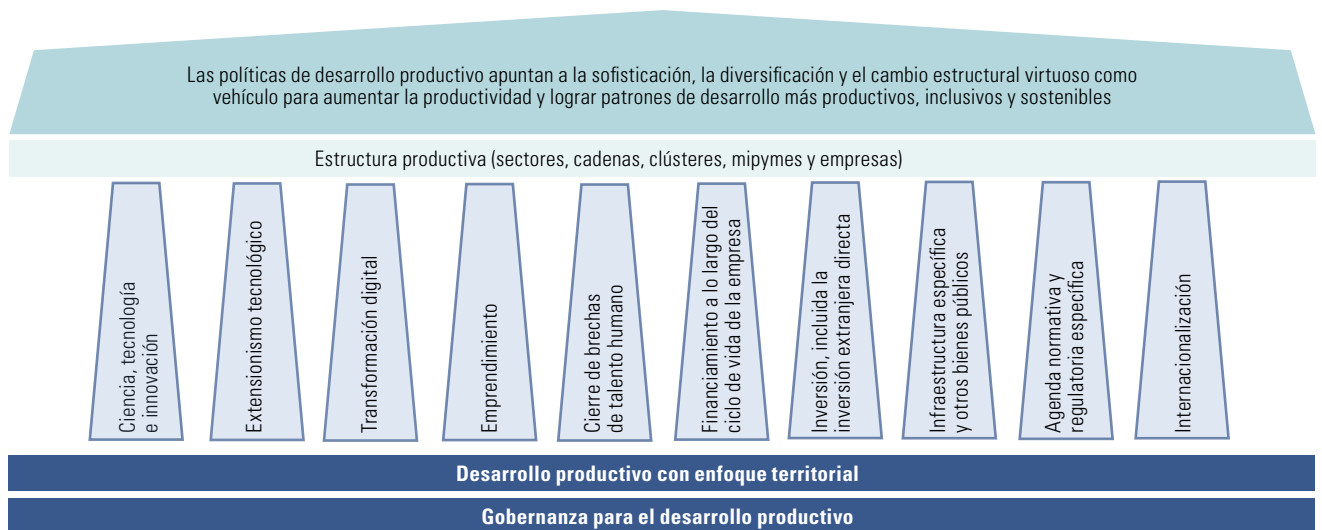 Las políticas de desarrollo productivo apuntan a la sofisticación, la diversificación y el cambio estructural virtuoso como
vehículo para aumentar la productividad y lograr patrones de desarrollo más productivos, inclusivos y sostenibles
Estructura productiva (sectores, cadenas, clústeres, mipymes y empresas)
Ciencia, tecnología
e innovación
Extensionismo tecnológico
Transformación digital
Emprendimiento
Cierre de brechas
de talento humano
Financiamiento a lo largo del
ciclo de vida de la empresa
Inversión, incluida la
inversión extranjera directa
Infraestructura específica
y otros bienes públicos
Agenda normativa y
regulatoría específica
Internacionalización
Desarrollo productivo con enfoque territorial
Gobernanza para el desarrollo productivo